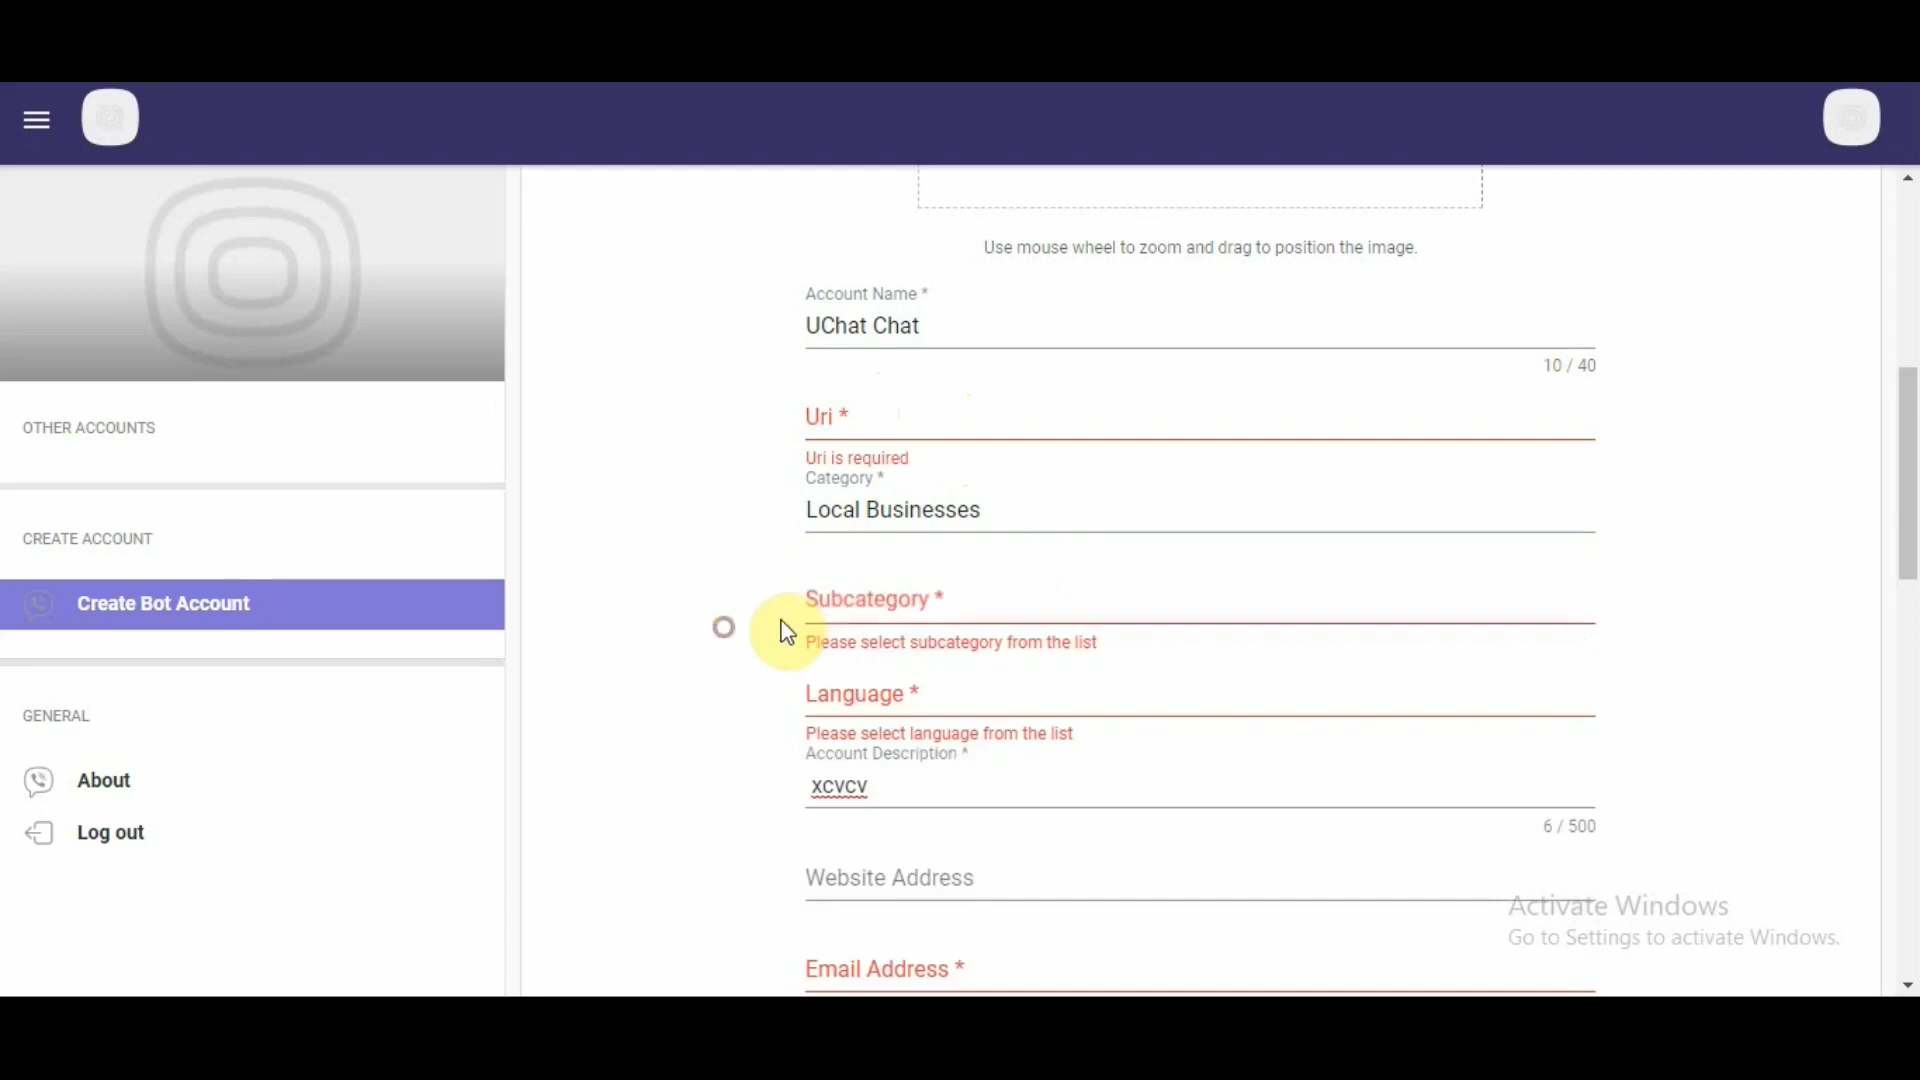 Use mouse wheel to zoom and drag to position the image.
Account Name *
UChat Chat
10 / 40
Uri *
Uri is required
Category *
Local Businesses
Subcategory *
Please select subcategory from the list
Language *
Please select language from the list
Account Description *
xcvcv
6 / 500
Website Address
Email Address *
OTHER ACCOUNTS
CREATE ACCOUNT
Create Bot Account
GENERAL
About
Log out
Activate Windows
Go to Settings to activate Windows.